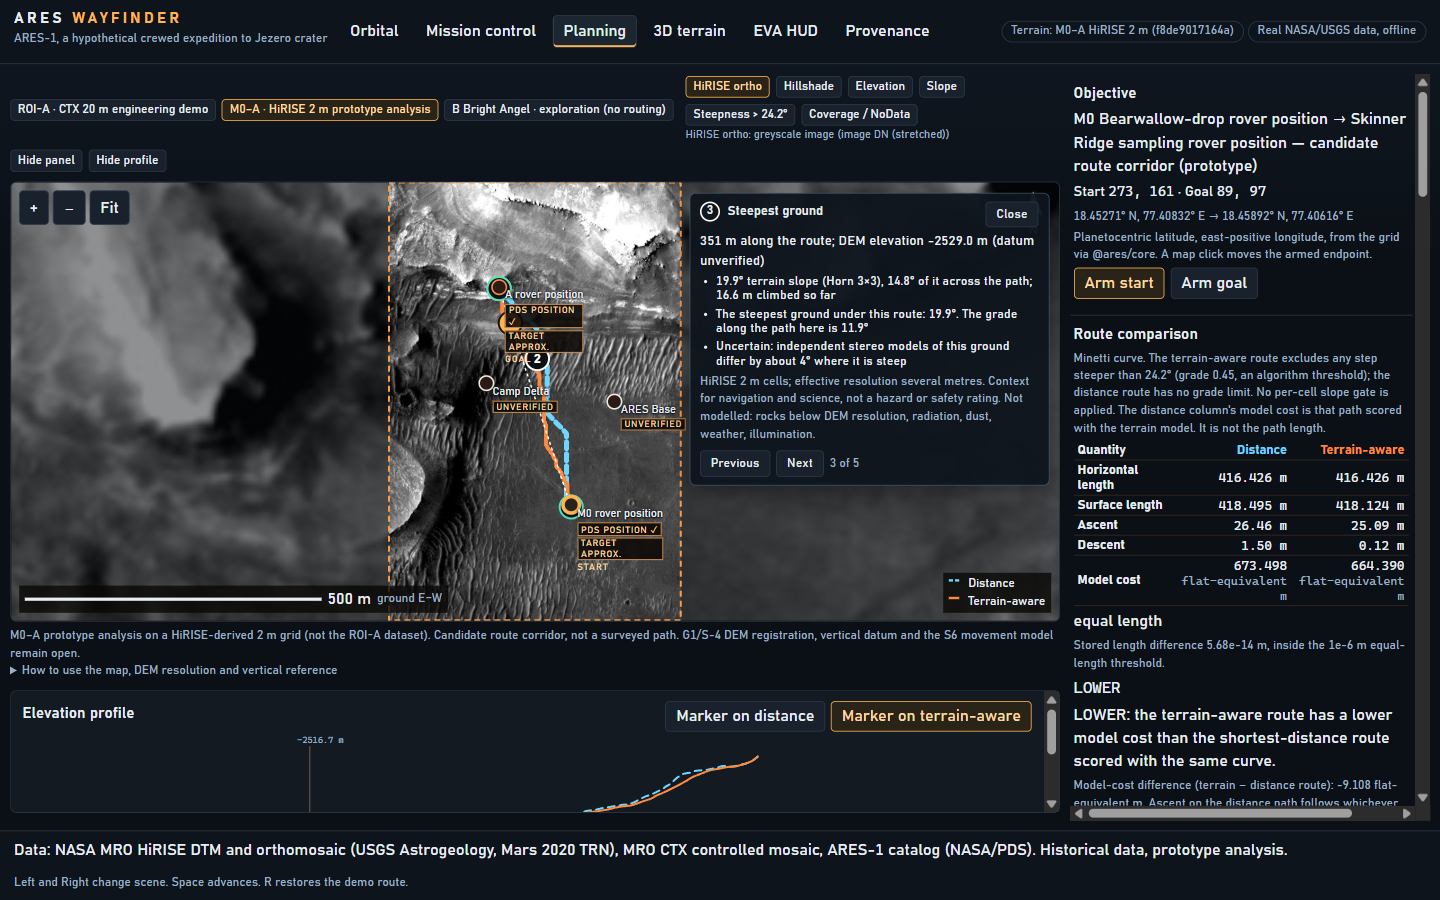 ARES WAYFINDER
ARES-1, a hypothetical crewed expedition to Jezero crater
Orbital
Mission control
Planning
3D terrain
EVA HUD
Provenance
Terrain: M0-A HiRISE 2 m (f8de9017164a)
Real NASA/USGS data, offline
ROI-A · CTX 20 m engineering demo
M0-A · HiRISE 2 m prototype analysis
B Bright Angel · exploration (no routing)
HiRISE ortho
Hillshade
Elevation
Slope
Steepness > 24.2°
Coverage / NoData
HiRISE ortho: greyscale image (image DN (stretched))
Hide panel
Hide profile
+
–
Fit
A rover position
PDS POSITION
✓
TARGET
APPROX.
GOAL
2
Camp Delta
UNVERIFIED
ARES Base
UNVERIFIED
M0 rover position
PDS POSITION ✓
TARGET
APPROX.
START
500 m ground E-W
3 Steepest ground
Close
351 m along the route; DEM elevation -2529.0 m (datum
unverified)
• 19.9° terrain slope (Horn 3×3), 14.8° of it across the path;
16.6 m climbed so far
• The steepest ground under this route: 19.9°. The grade
along the path here is 11.9°
• Uncertain: independent stereo models of this ground
differ by about 4° where it is steep
HiRISE 2 m cells; effective resolution several metres. Context
for navigation and science, not a hazard or safety rating. Not
modelled: rocks below DEM resolution, radiation, dust,
weather, illumination.
Previous
Next
3 of 5
Distance
Terrain-aware
M0-A prototype analysis on a HiRISE-derived 2 m grid (not the ROI-A dataset). Candidate route corridor, not a surveyed path. G1/S-4 DEM registration, vertical datum and the S6 movement model
remain open.
▶ How to use the map, DEM resolution and vertical reference
Elevation profile
Marker on distance
Marker on terrain-aware
-2516.7 m
Objective
M0 Bearwallow-drop rover position → Skinner
Ridge sampling rover position — candidate
route corridor (prototype)
Start 273, 161 · Goal 89, 97
18.45271° N, 77.40832° E → 18.45892° N, 77.40616° E
Planetocentric latitude, east-positive longitude, from the grid
via @ares/core. A map click moves the armed endpoint.
Arm start
Arm goal
Route comparison
Minetti curve. The terrain-aware route excludes any step
steeper than 24.2° (grade 0.45, an algorithm threshold); the
distance route has no grade limit. No per-cell slope gate is
applied. The distance column's model cost is that path scored
with the terrain model. It is not the path length.
Quantity Distance Terrain-aware
Horizontal
length 416.426 m 416.426 m
Surface length 418.495 m 418.124 m
Ascent 26.46 m 25.09 m
Descent 1.50 m 0.12 m
Model cost 673.498 flat-equivalent m 664.390 flat-equivalent m
equal length
Stored length difference 5.68e-14 m, inside the 1e-6 m equal-
length threshold.
LOWER
LOWER: the terrain-aware route has a lower
model cost than the shortest-distance route
scored with the same curve.
Model-cost difference (terrain – distance route): -9.108 flat-
equivalent m. Ascent on the distance path follows whichever
Data: NASA MRO HiRISE DTM and orthomosaic (USGS Astrogeology, Mars 2020 TRN), MRO CTX controlled mosaic, ARES-1 catalog (NASA/PDS). Historical data, prototype analysis.
Left and Right change scene. Space advances. R restores the demo route.